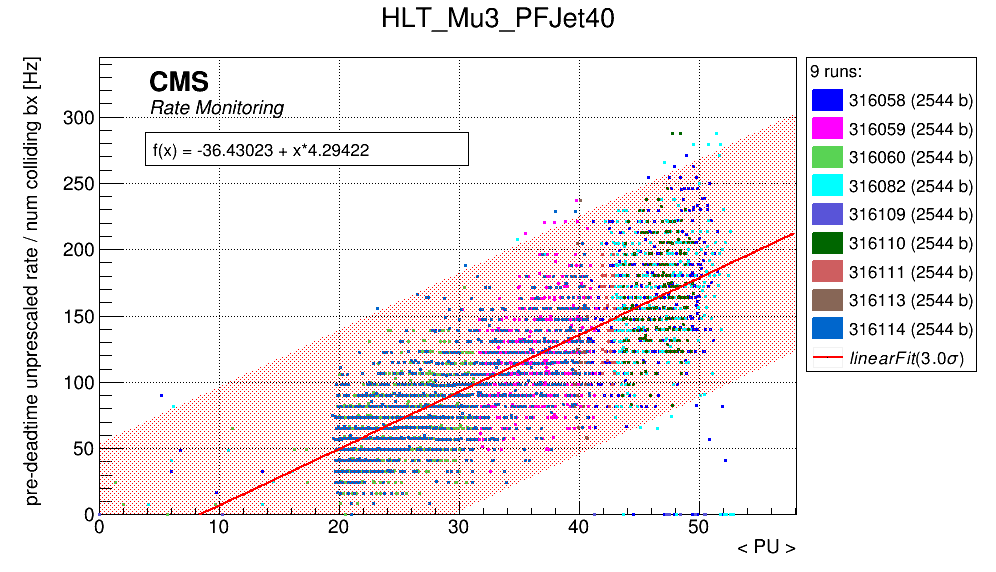 HLT_Mu3_PFJet40
pre-deadtime unprescaled rate / num colliding bx [Hz]
CMS
Rate Monitoring
f(x) = -36.43023 + x*4.29422
300
250
200
150
100
50
0
0 10 20 30 40 50
< PU >
9 runs:
316058 (2544 b)
316059 (2544 b)
316060 (2544 b)
316082 (2544 b)
316109 (2544 b)
316110 (2544 b)
316111 (2544 b)
316113 (2544 b)
316114 (2544 b)
linearFit(3.0σ)